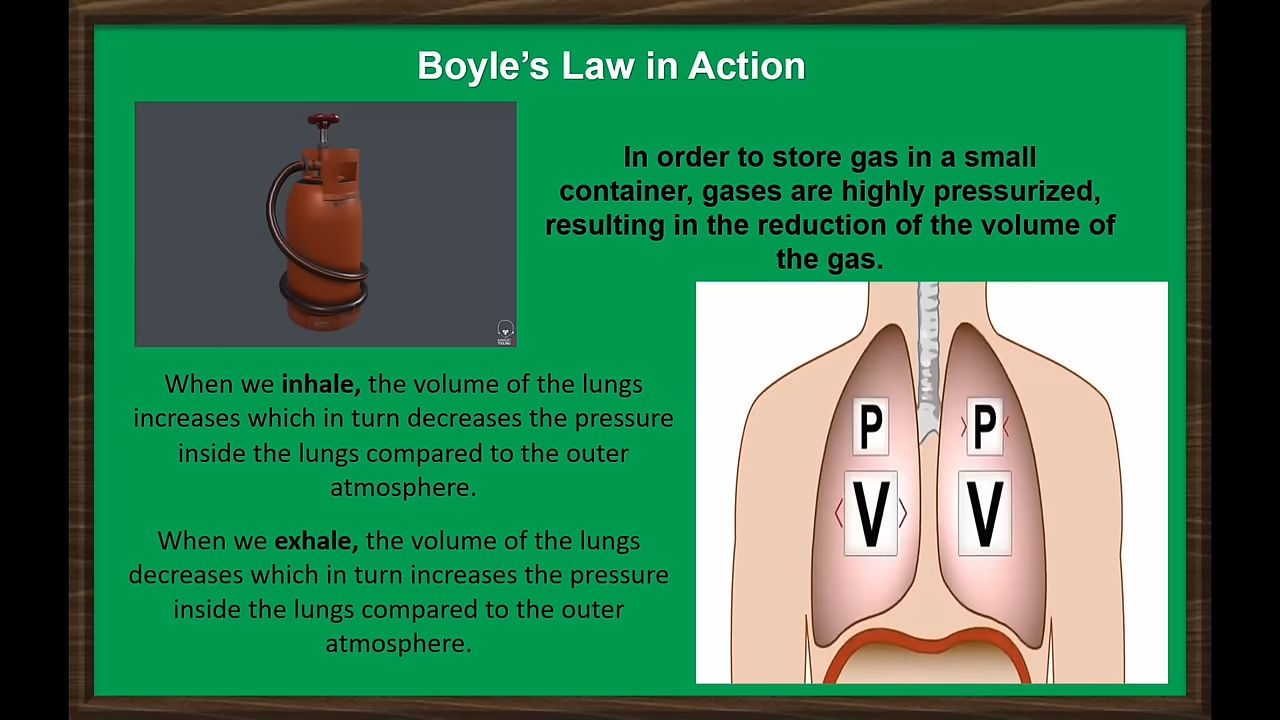 Boyle's Law in Action
In order to store gas in a small
container, gases are highly pressurized,
resulting in the reduction of the volume of
the gas.
When we inhale, the volume of the lungs
increases which in turn decreases the pressure
inside the lungs compared to the outer
atmosphere.
When we exhale, the volume of the lungs
decreases which in turn increases the pressure
inside the lungs compared to the outer
atmosphere.
P
P
V
V